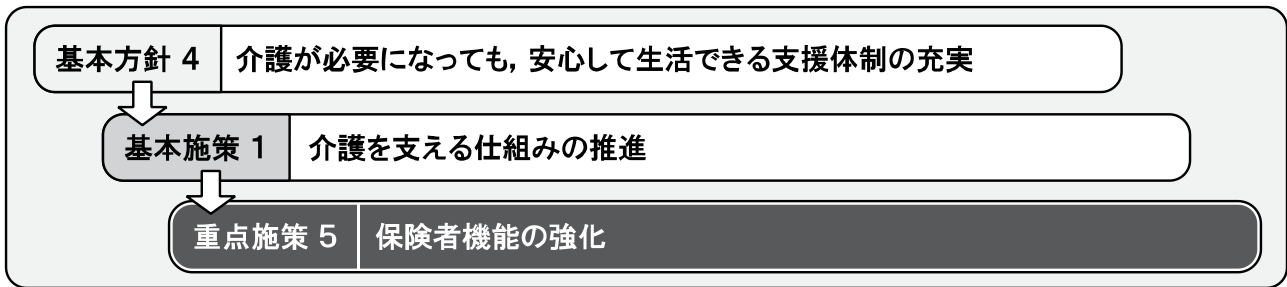 基本方針 4 介護が必要になっても, 安心して生活できる支援体制の充実
基本施策 1 介護を支える仕組みの推進
重点施策 5 保険者機能の強化